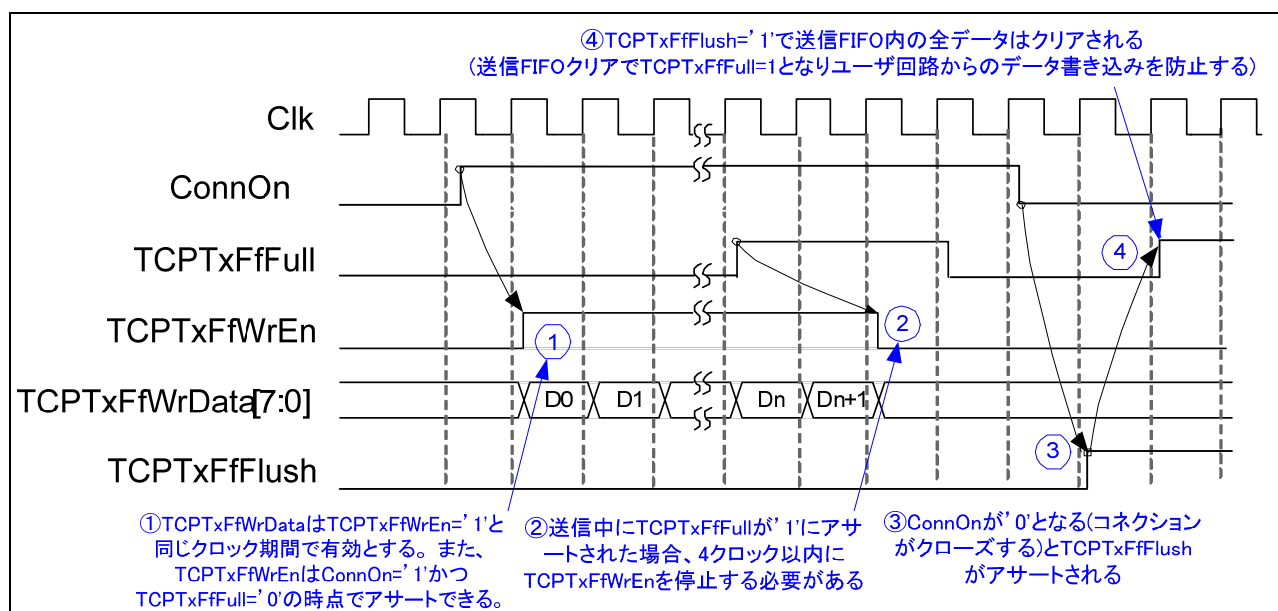 ④TCPTxFfFlush='1'で送信FIFO内の全データはクリアされる
(送信FIFOクリアでTCPTxFfFull=1となりユーザ回路からのデータ書き込みを防止する)
Clk
ConnOn
TCPTxFfFull
④
TCPTxFfWrEn
①
②
TCPTxFfWrData[7:0]
D0
D1
Dn
Dn+1
TCPTxFfFlush
③
①TCPTxFfWrDataはTCPTxFfWrEn='1'と
同じクロック期間で有効とする。また、
TCPTxFfWrEnはConnOn='1'かつ
TCPTxFfFull='0'の時点でアサートできる。
②送信中にTCPTxFfFullが'1'にアサ
ートされた場合、4クロック以内に
TCPTxFfWrEnを停止する必要がある
③ConnOnが'0'となる(コネクション
がクローズする)とTCPTxFfFlush
がアサートされる